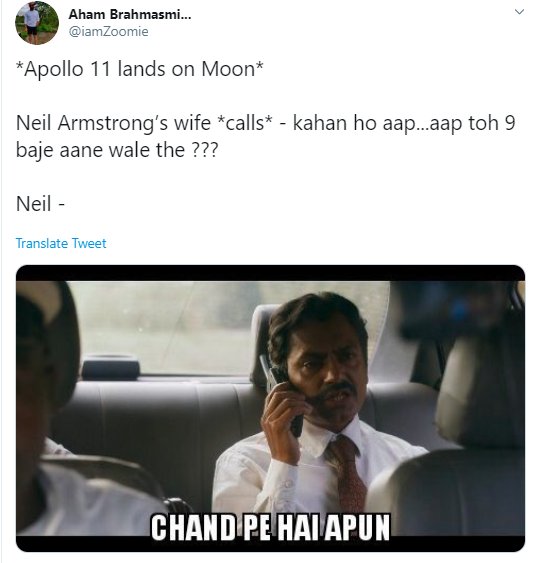 Aham Brahmasmi...
@iamZoomie
*Apollo 11 lands on Moon*
Neil Armstrong’s wife *calls* - kahan ho aap...aap toh 9
baje aane wale the ???
Neil -
Translate Tweet
CHAND PE HAI APUN